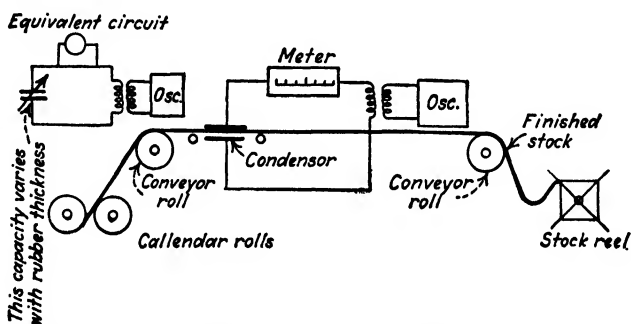 Equivalent circuit
Osc.
This capacity varies
with rubber thickness
Meter
Osc.
Condensor
Conveyor
roll
Callendar rolls
Conveyor
roll
Finished
stock
Stock reel